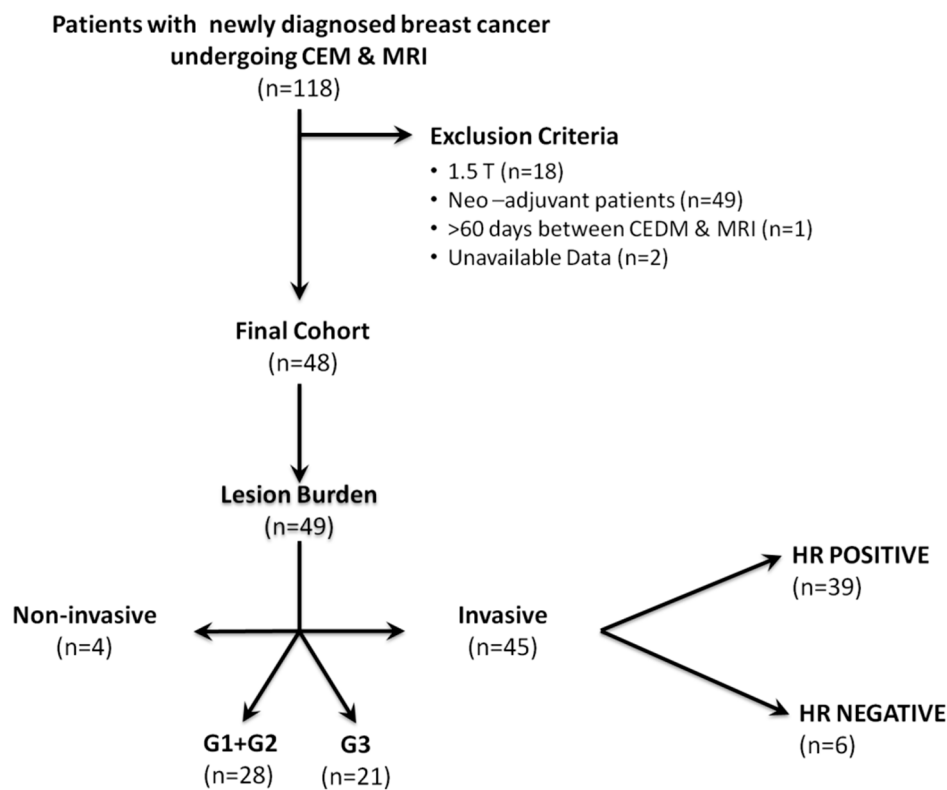 Patients with newly diagnosed breast cancer
undergoing CEM & MRI
(n=118)
Exclusion Criteria
• 1.5 T (n=18)
• Neo –adjuvant patients (n=49)
• >60 days between CEDM & MRI (n=1)
• Unavailable Data (n=2)
Final Cohort
(n=48)
Lesion Burden
(n=49)
HR POSITIVE
(n=39)
Non-invasive
(n=4)
Invasive
(n=45)
HR NEGATIVE
(n=6)
G1+G2
(n=28)
G3
(n=21)